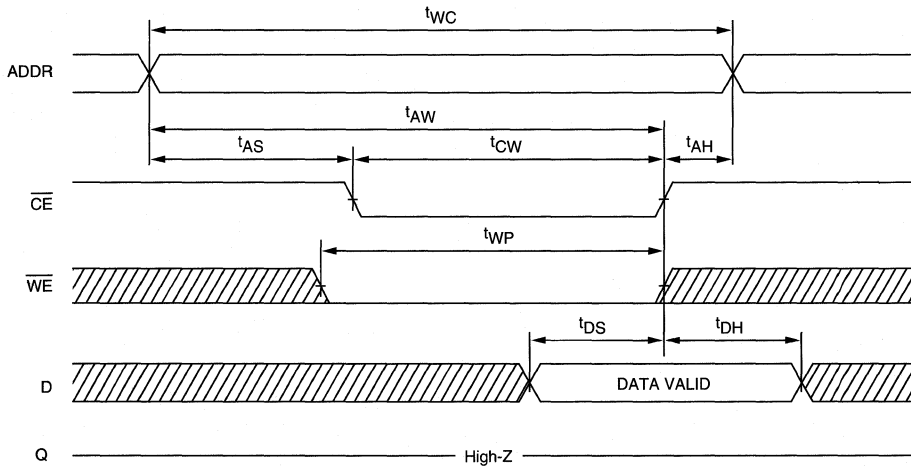 tWC
ADDR
tAW
tAS tCW tAH
CE
tWP
WE
tDS tDH
D DATA VALID
Q High-Z